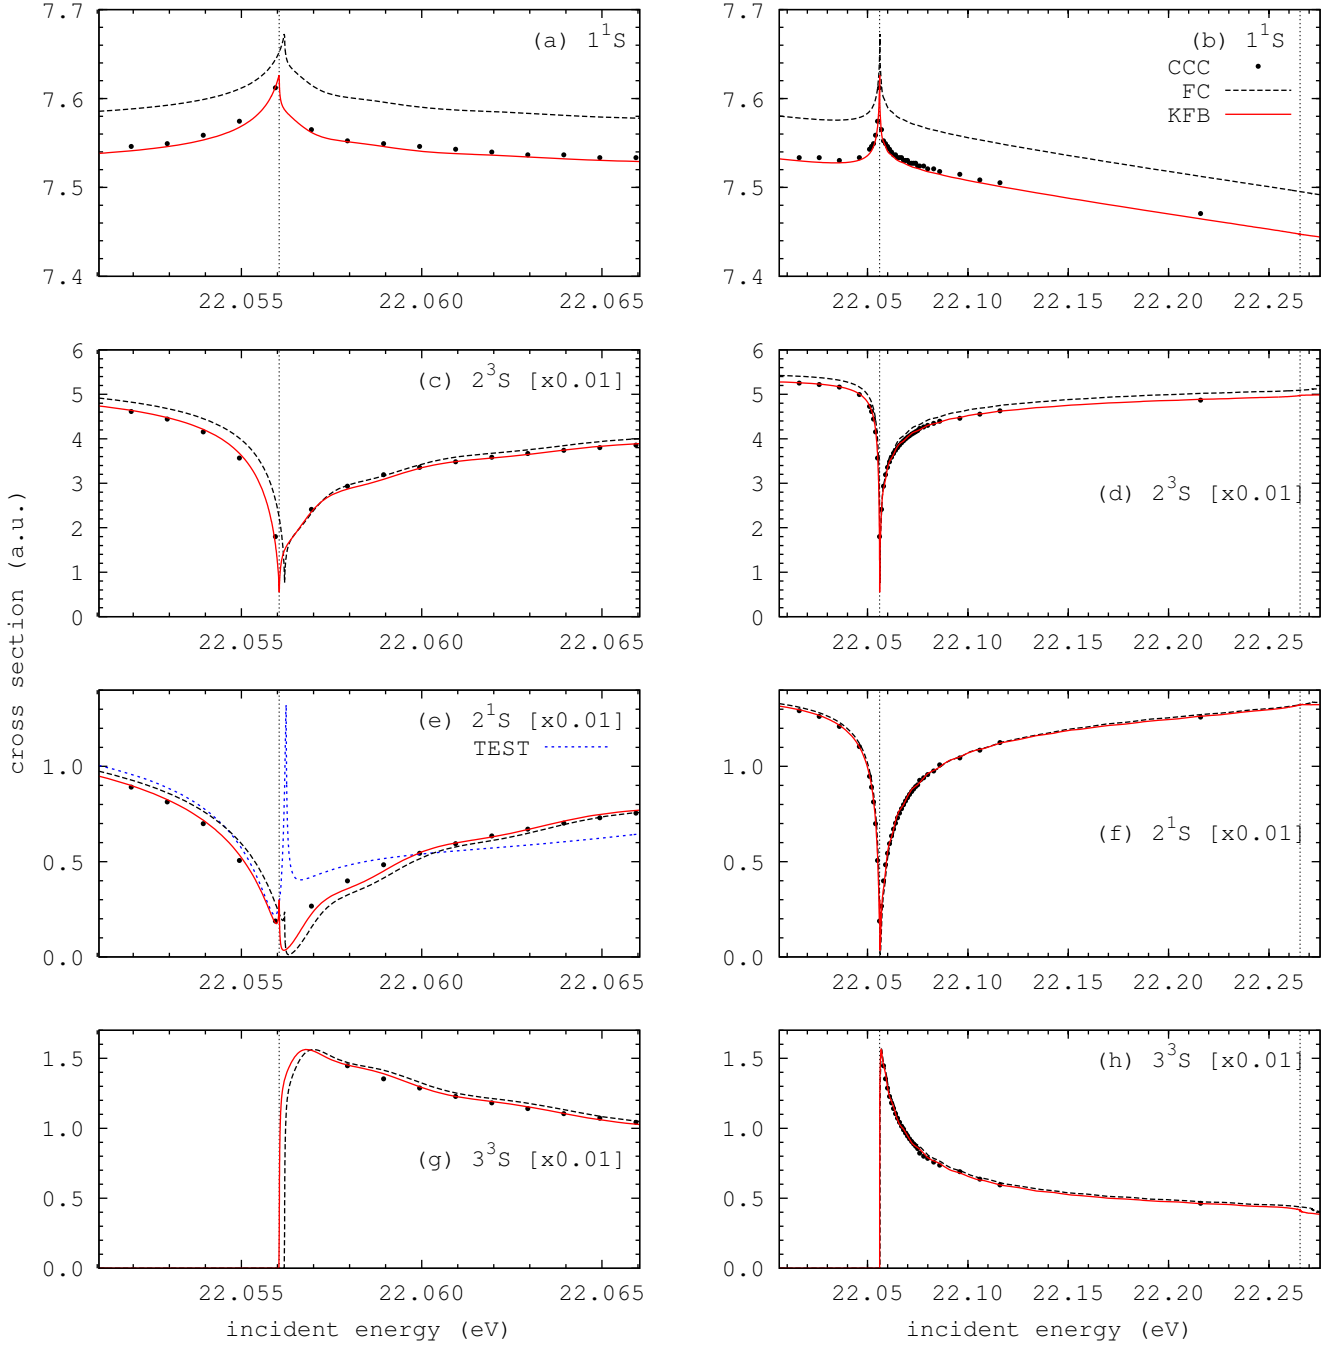 cross section (a.u.)
7.7
7.6
7.5
7.4
(a) 1¹S
22.055 22.060 22.065
7.7
7.6
7.5
7.4
(b) 1¹S
CCC
FC
KFB
22.05 22.10 22.15 22.20 22.25
6
5
4
3
2
1
0
(c) 2³S [x0.01]
22.055 22.060 22.065
6
5
4
3
2
1
0
(d) 2³S [x0.01]
22.05 22.10 22.15 22.20 22.25
1.0
0.5
0.0
(e) 2¹S [x0.01]
TEST
22.055 22.060 22.065
1.0
0.5
0.0
(f) 2¹S [x0.01]
22.05 22.10 22.15 22.20 22.25
1.5
1.0
0.5
0.0
(g) 3³S [x0.01]
22.055 22.060 22.065
incident energy (eV)
1.5
1.0
0.5
0.0
(h) 3³S [x0.01]
22.05 22.10 22.15 22.20 22.25
incident energy (eV)